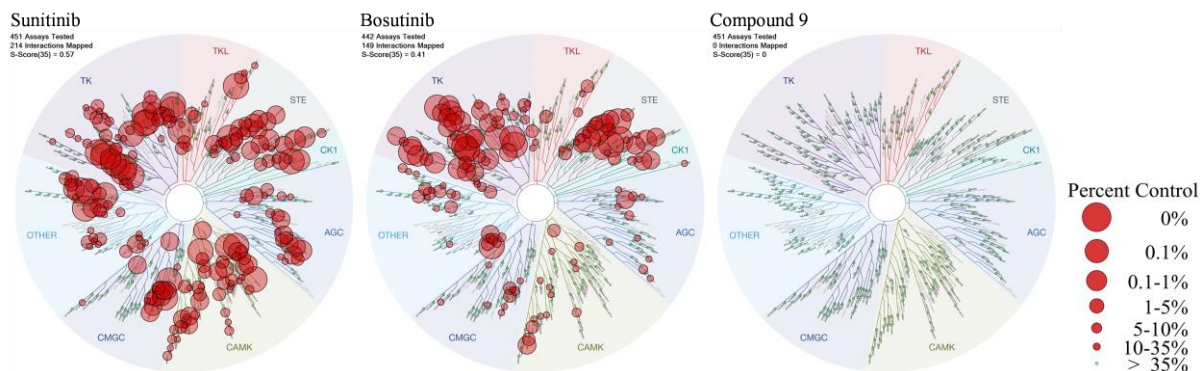 Sunitinib
451 Assays Tested
214 Interactions Mapped
S-Score(35) = 0.57
TK
TKL
STE
CK1
AGC
CAMK
CMGC
OTHER
Bosutinib
442 Assays Tested
149 Interactions Mapped
S-Score(35) = 0.41
TK
TKL
STE
CK1
AGC
CAMK
CMGC
OTHER
Compound 9
451 Assays Tested
0 Interactions Mapped
S-Score(35) = 0
TK
TKL
STE
CK1
AGC
CAMK
CMGC
OTHER
Percent Control
0%
0.1%
0.1-1%
1-5%
5-10%
10-35%
> 35%